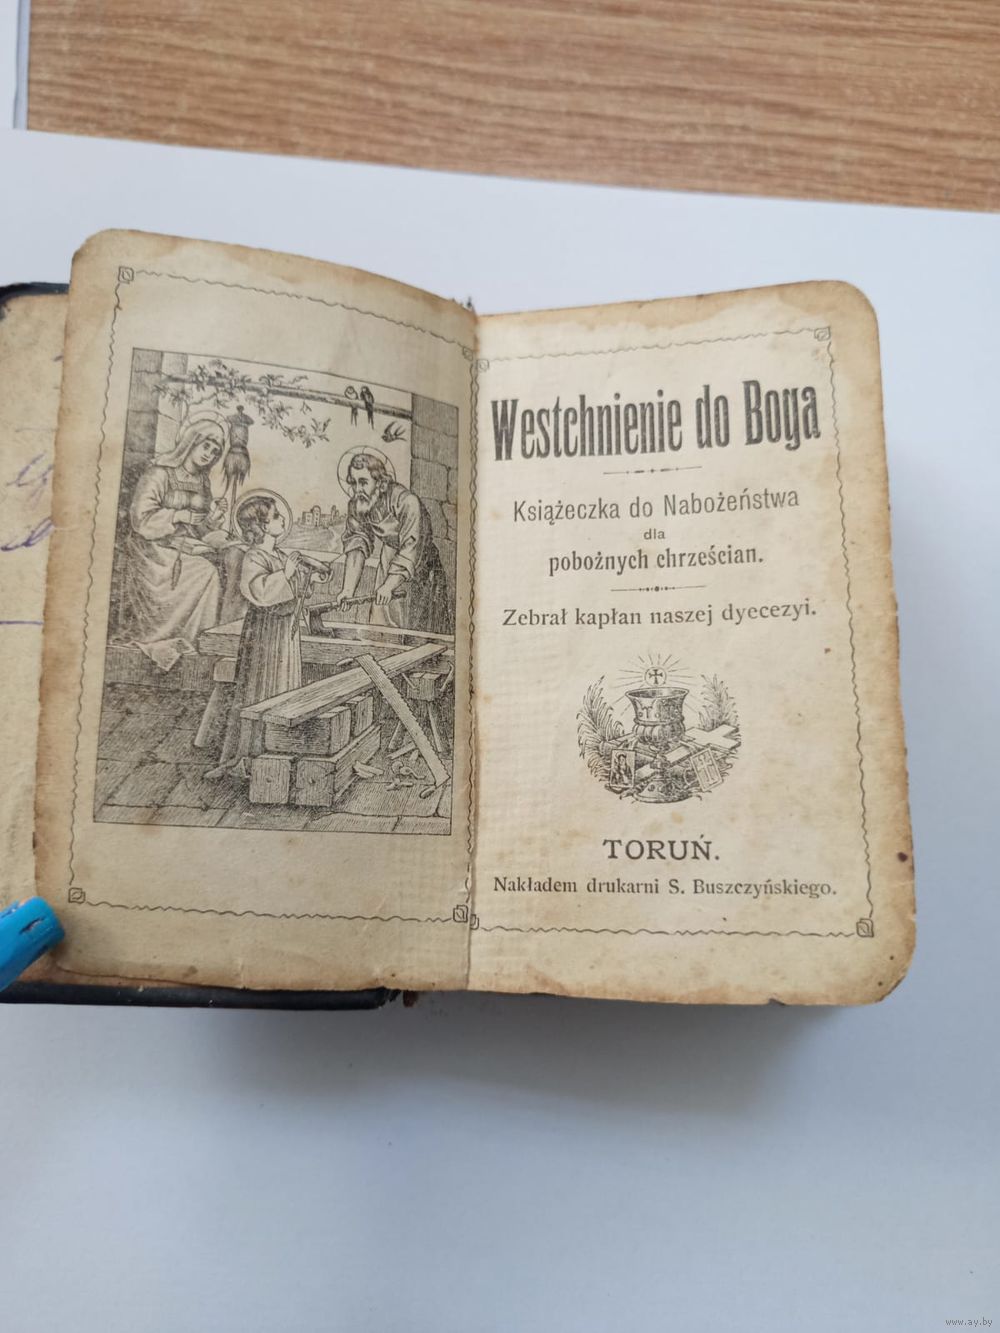 Westchnienie do Boga
Książeczka do Nabożeństwa
dla
pobożnych chrześcian.
Zebrał kapłan naszej dyecezyi.
TORUŃ.
Nakładem drukarni S. Buszczyńskiego.
www.ay.by